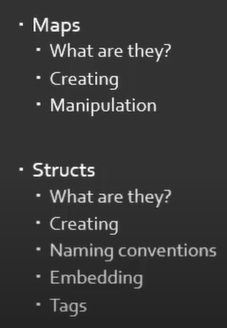 · Maps
· What are they?
· Creating
· Manipulation
· Structs
· What are they?
· Creating
· Naming conventions
· Embedding
· Tags